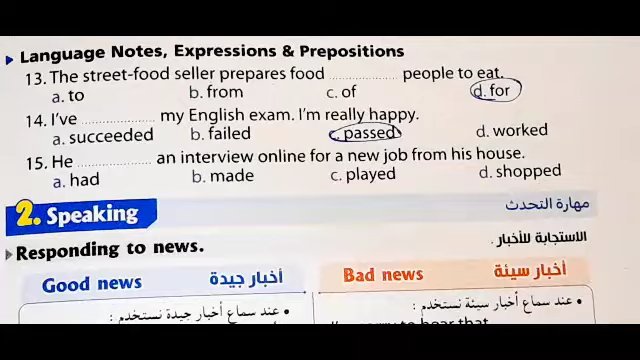 Language Notes, Expressions & Prepositions
13. The street-food seller prepares food .................... people to eat.
a. to b. from c. of d. for
14. I've .................... my English exam. I'm really happy.
a. succeeded b. failed c. passed d. worked
15. He .................... an interview online for a new job from his house.
a. had b. made c. played d. shopped
2. Speaking مهارة التحدث
Responding to news. الاستجابة للأخبار.
Good news أخبار جيدة Bad news أخبار سيئة
• عند سماع أخبار جيدة نستخدم : • عند سماع أخبار سيئة نستخدم :